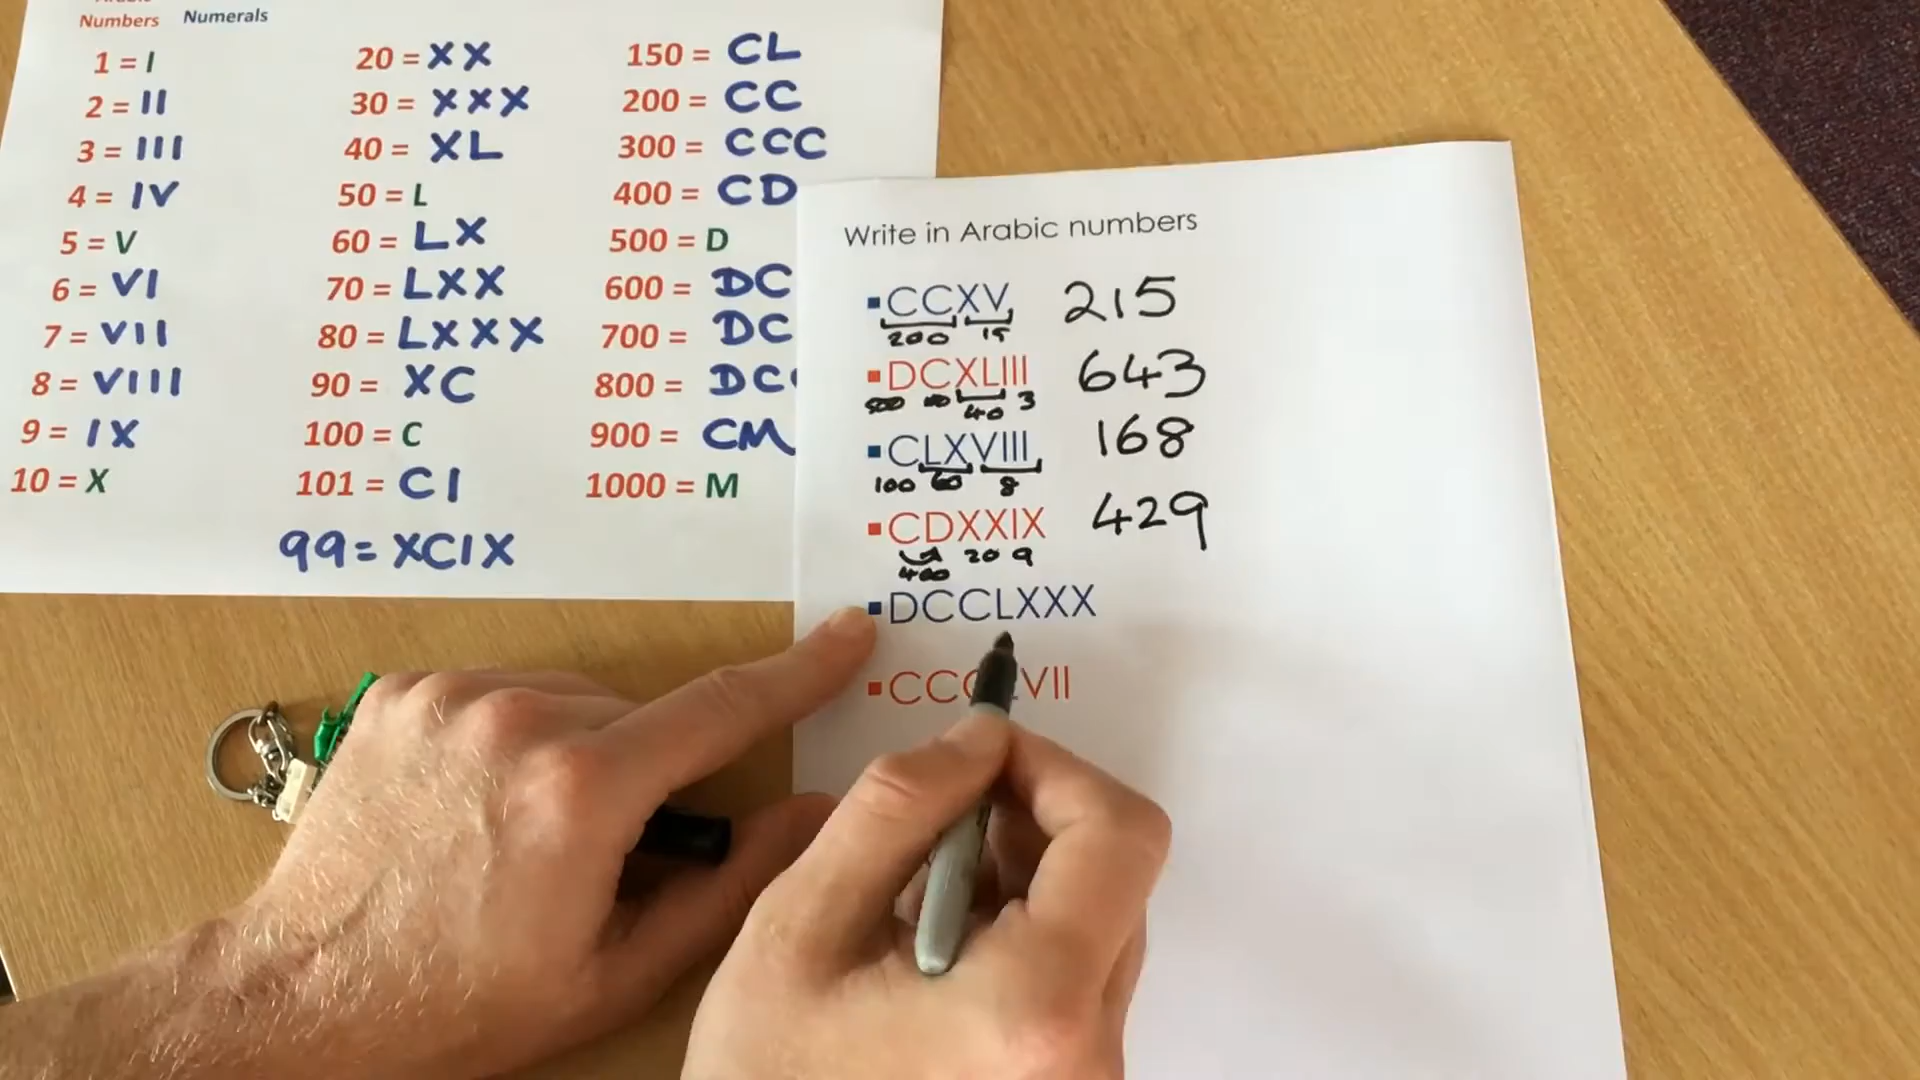 Numbers Numerals
1 = I
2 = II
3 = III
4 = IV
5 = V
6 = VI
7 = VII
8 = VIII
9 = IX
10 = X
20 = XX
30 = XXX
40 = XL
50 = L
60 = LX
70 = LXX
80 = LXXX
90 = XC
100 = C
101 = CI
99 = XCIX
150 = CL
200 = CC
300 = CCC
400 = CD
500 = D
600 = DC
700 = DC
800 = DC
900 = CM
1000 = M
Write in Arabic numbers
▪CCXV 215
200 15
▪DCXLIII 643
500 100 40 3
▪CLXVIII 168
100 60 8
▪CDXXIX 429
400 20 9
▪DCCLXXX
▪CC VII